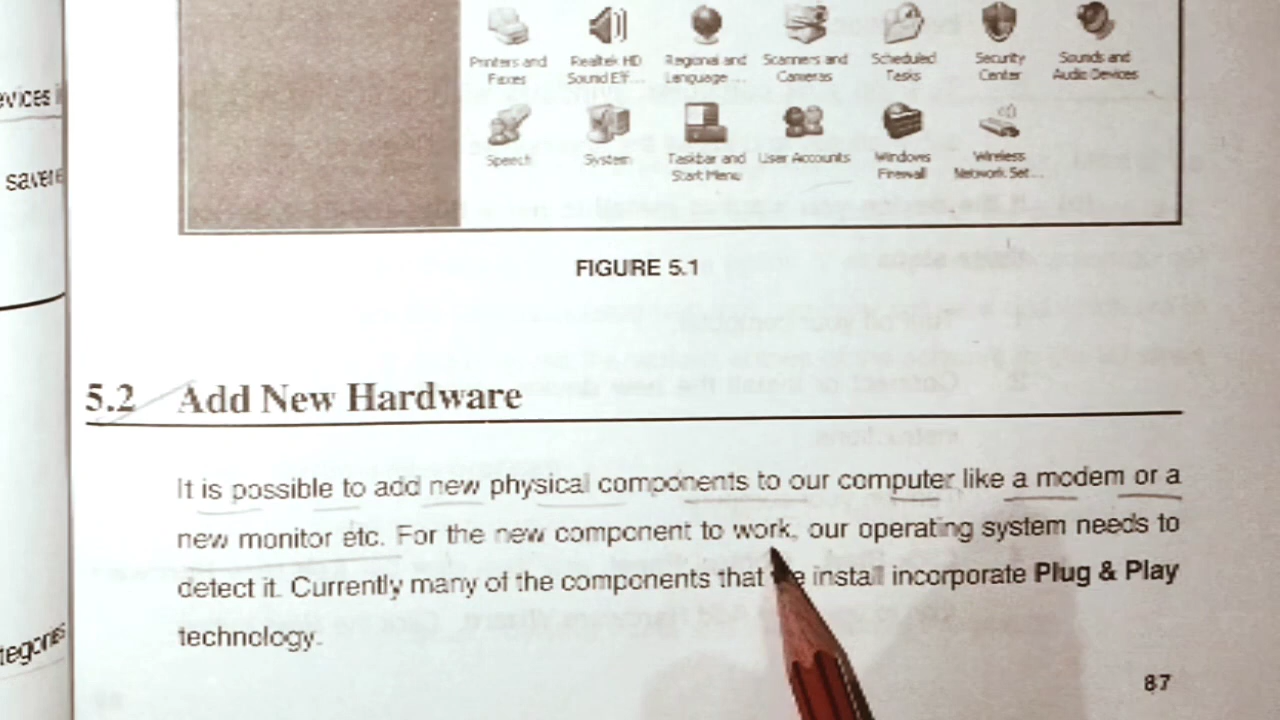 evices
saver
tegories
Printers and Faxes
Realtek HD Sound Eff...
Regional and Language ...
Scanners and Cameras
Scheduled Tasks
Security Center
Sounds and Audio Devices
Speech
System
Taskbar and Start Menu
User Accounts
Windows Firewall
Wireless Network Set...
FIGURE 5.1
5.2 Add New Hardware
It is possible to add new physical components to our computer like a modem or a
new monitor etc. For the new component to work, our operating system needs to
detect it. Currently many of the components that install incorporate Plug & Play
technology.
87